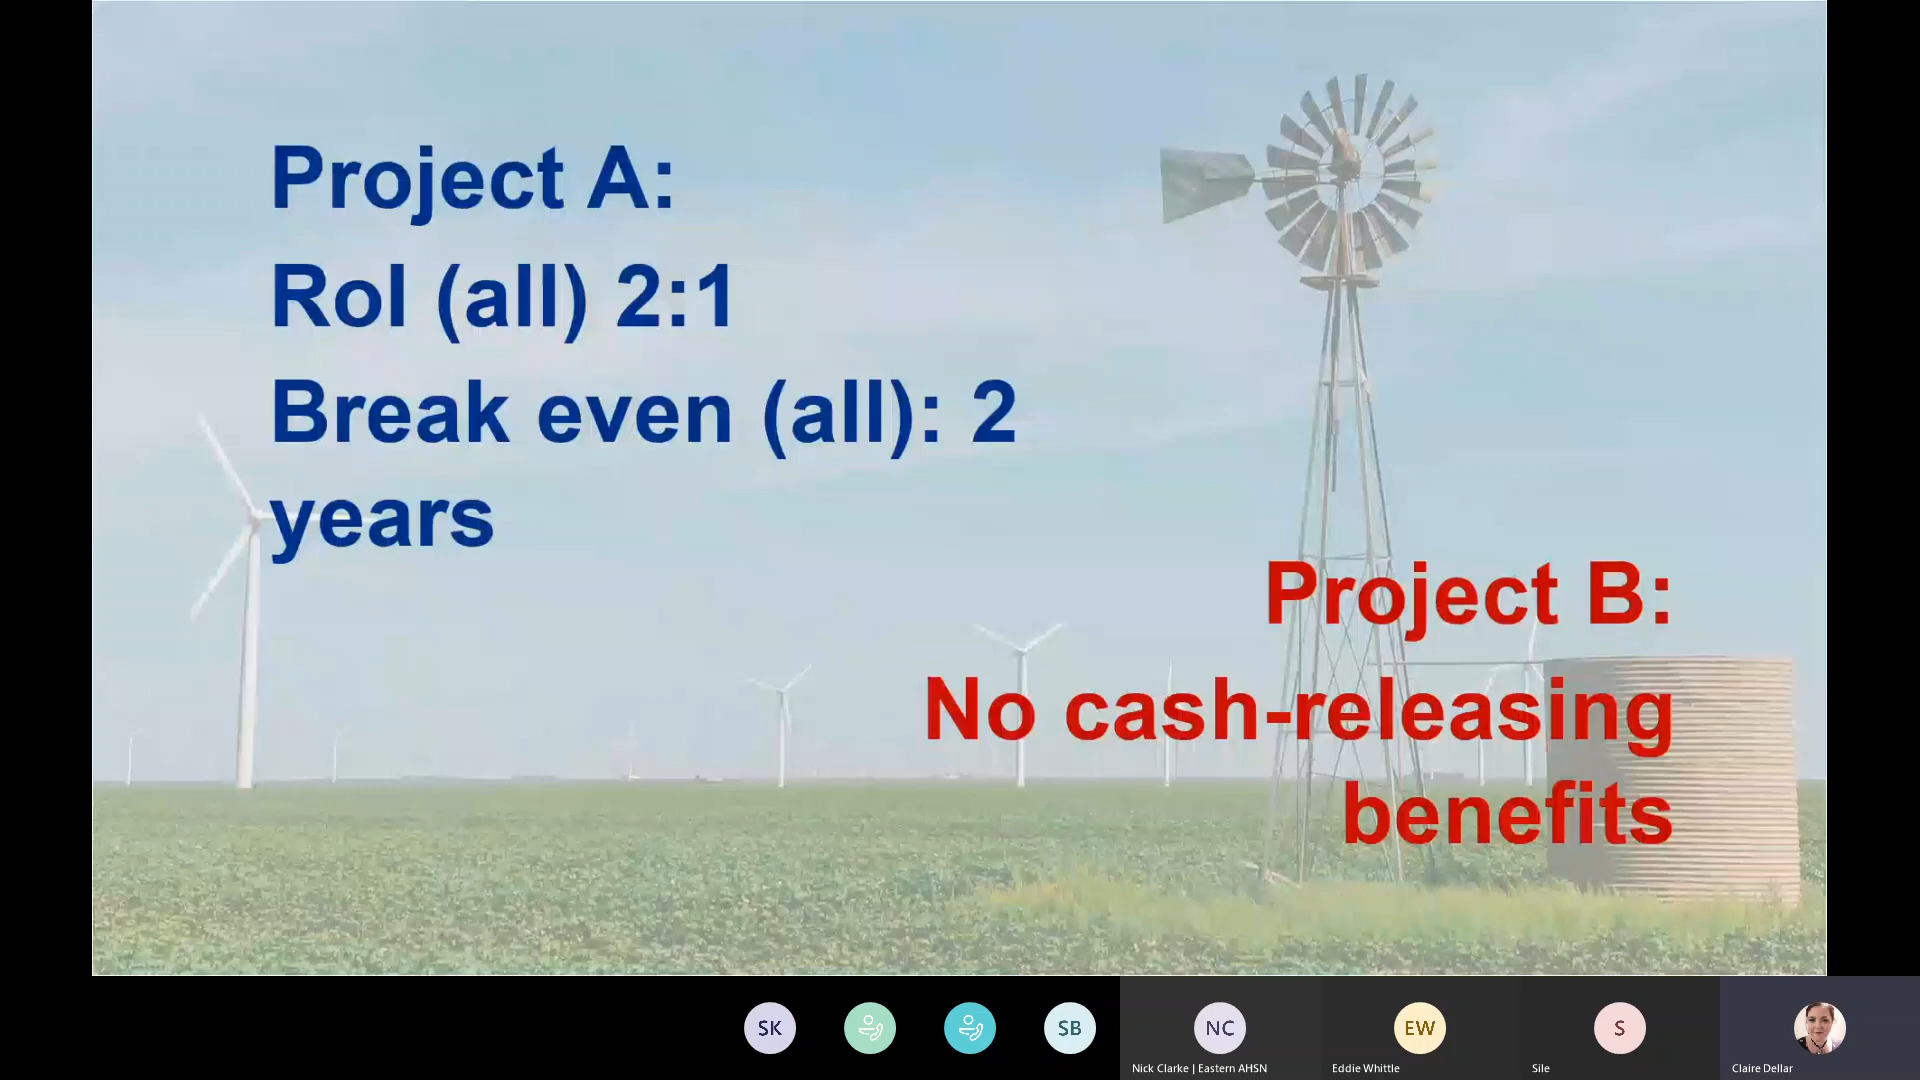 Project A:
RoI (all) 2:1
Break even (all): 2
years
Project B:
No cash-releasing
benefits
SK
SB
NC
EW
S
Nick Clarke | Eastern AHSN
Eddie Whittle
Sile
Claire Dellar